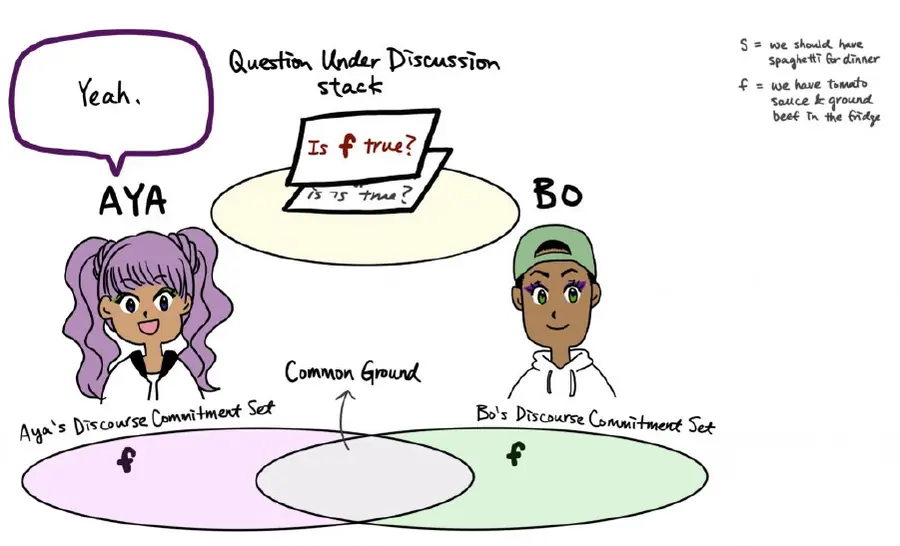 Yeah.
Question Under Discussion
stack
Is f true?
true?
AYA
BO
S = we should have
spaghetti for dinner
f = we have tomato
sauce & ground
beef in the fridge
Common Ground
Aya's Discourse Commitment Set
Bo's Discourse Commitment Set
f
f